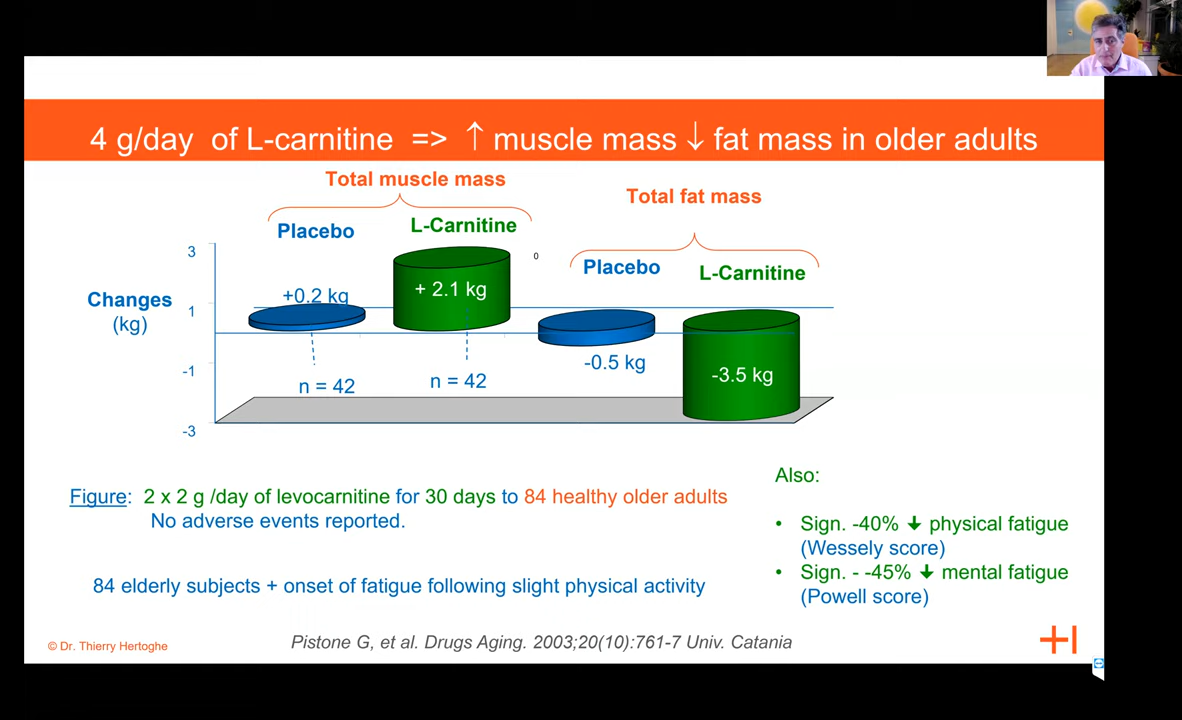 4 g/day of L-carnitine => ↑ muscle mass ↓ fat mass in older adults
Total muscle mass
Total fat mass
Placebo
L-Carnitine
Placebo
L-Carnitine
0
3
1
-1
-3
Changes
(kg)
+0.2 kg
+ 2.1 kg
-0.5 kg
-3.5 kg
n = 42
n = 42
Figure: 2 x 2 g /day of levocarnitine for 30 days to 84 healthy older adults
No adverse events reported.
84 elderly subjects + onset of fatigue following slight physical activity
Also:
• Sign. -40% ↓ physical fatigue
(Wessely score)
• Sign. - -45% ↓ mental fatigue
(Powell score)
© Dr. Thierry Hertoghe
Pistone G, et al. Drugs Aging. 2003;20(10):761-7 Univ. Catania